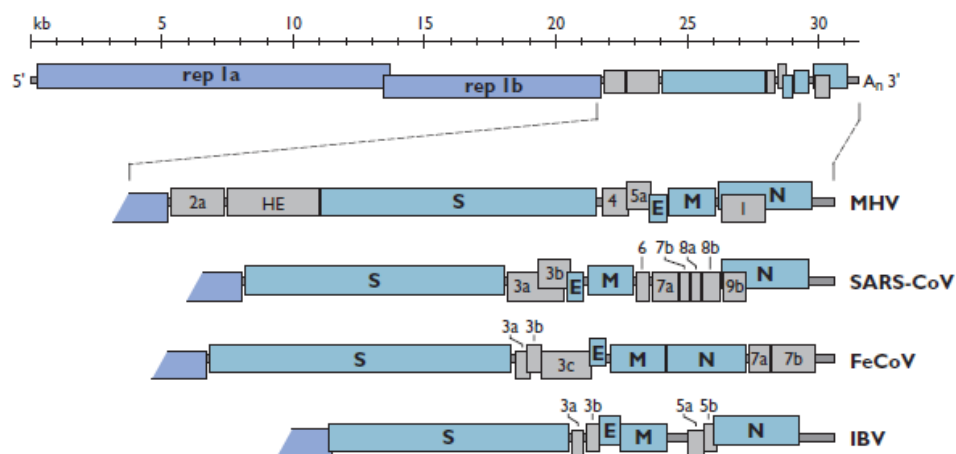 kb 5 10 15 20 25 30
5' rep 1a rep 1b An 3'
2a HE S 4 5a E M I N MHV
6 7b 8a 8b
S 3a 3b E M 7a 9b N SARS-CoV
3a 3b
S 3c E M N 7a 7b FeCoV
3a 3b 5a 5b
S E M N IBV